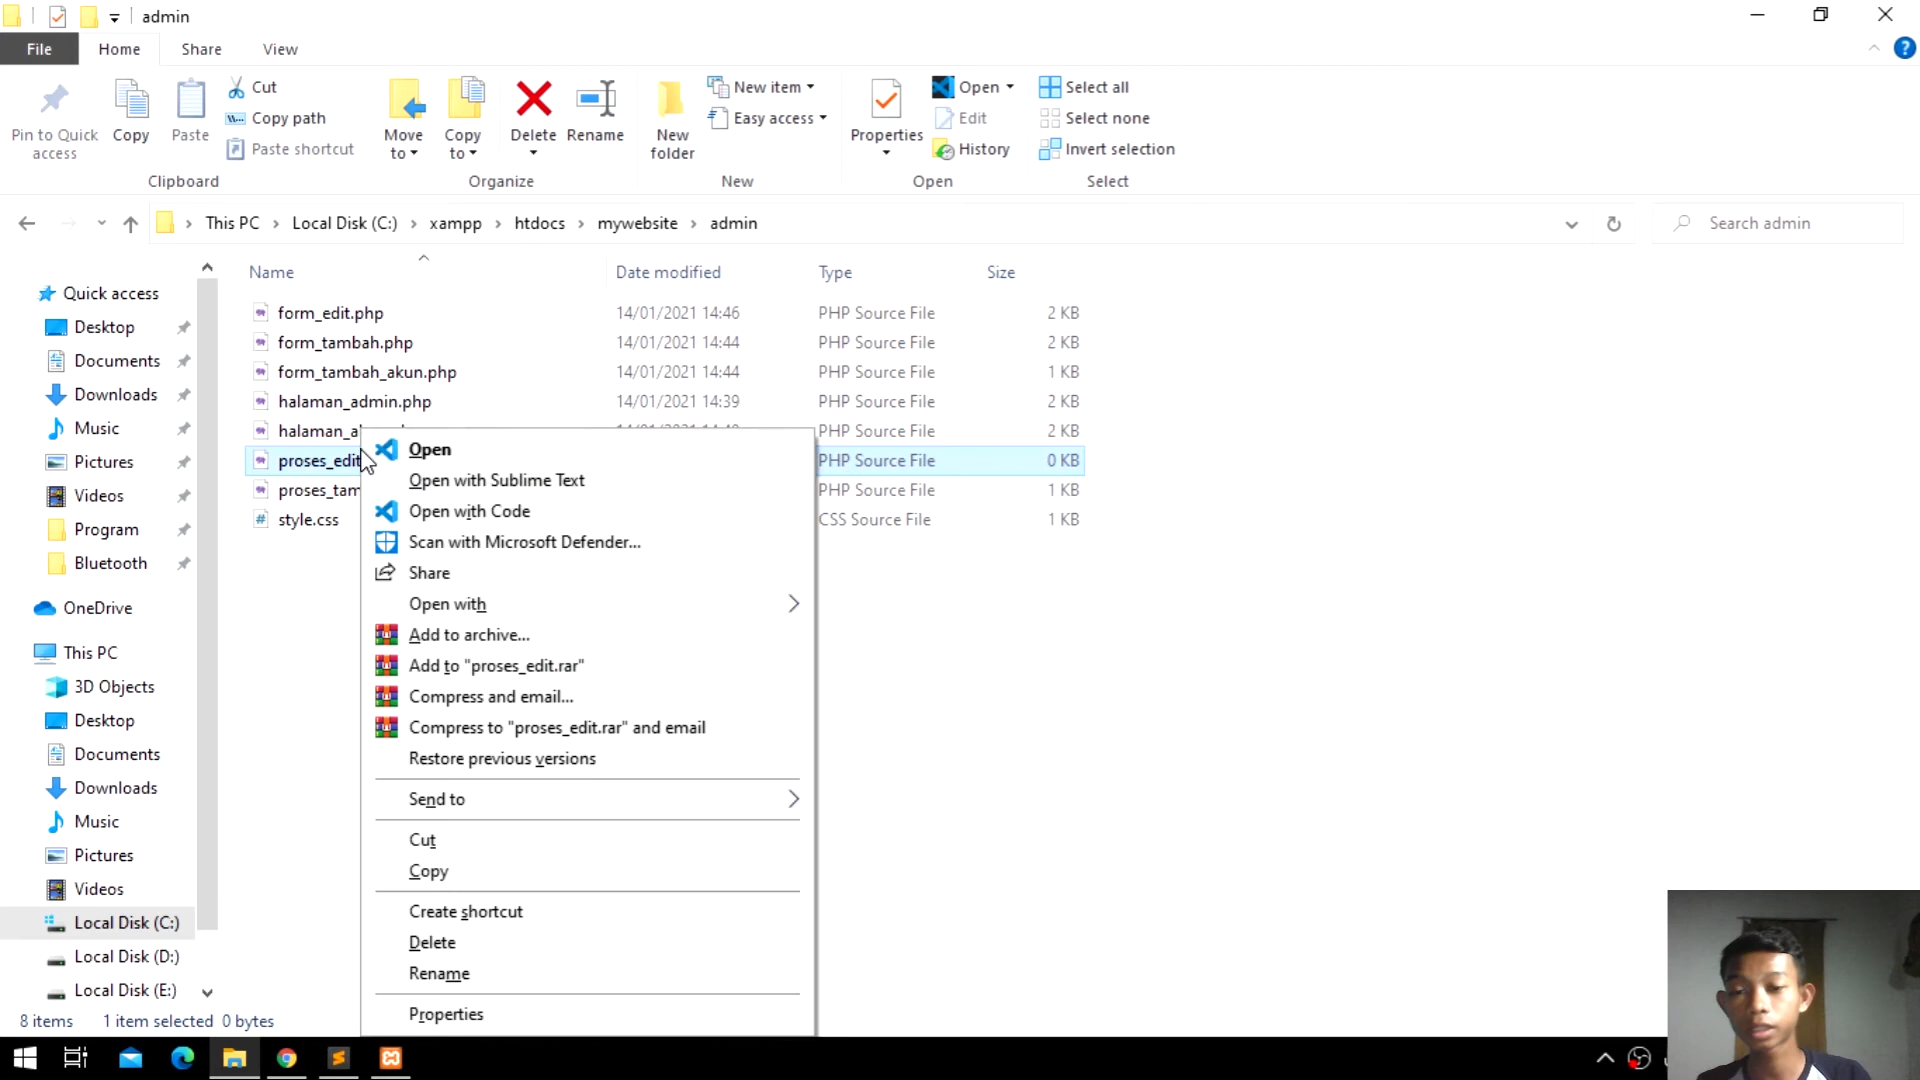 admin
File Home Share View
Pin to Quick access
Copy
Paste
Cut
Copy path
Paste shortcut
Clipboard
Move to
Copy to
Delete
Rename
Organize
New folder
New item
Easy access
New
Properties
Open
Edit
History
Open
Select all
Select none
Invert selection
Select
This PC > Local Disk (C:) > xampp > htdocs > mywebsite > admin
Search admin
Name Date modified Type Size
form_edit.php 14/01/2021 14:46 PHP Source File 2 KB
form_tambah.php 14/01/2021 14:44 PHP Source File 2 KB
form_tambah_akun.php 14/01/2021 14:44 PHP Source File 1 KB
halaman_admin.php 14/01/2021 14:39 PHP Source File 2 KB
halaman_a PHP Source File 2 KB
proses_edit PHP Source File 0 KB
proses_tam PHP Source File 1 KB
style.css CSS Source File 1 KB
Quick access
Desktop
Documents
Downloads
Music
Pictures
Videos
Program
Bluetooth
OneDrive
This PC
3D Objects
Desktop
Documents
Downloads
Music
Pictures
Videos
Local Disk (C:)
Local Disk (D:)
Local Disk (E:)
Open
Open with Sublime Text
Open with Code
Scan with Microsoft Defender...
Share
Open with
Add to archive...
Add to "proses_edit.rar"
Compress and email...
Compress to "proses_edit.rar" and email
Restore previous versions
Send to
Cut
Copy
Create shortcut
Delete
Rename
Properties
8 items 1 item selected 0 bytes